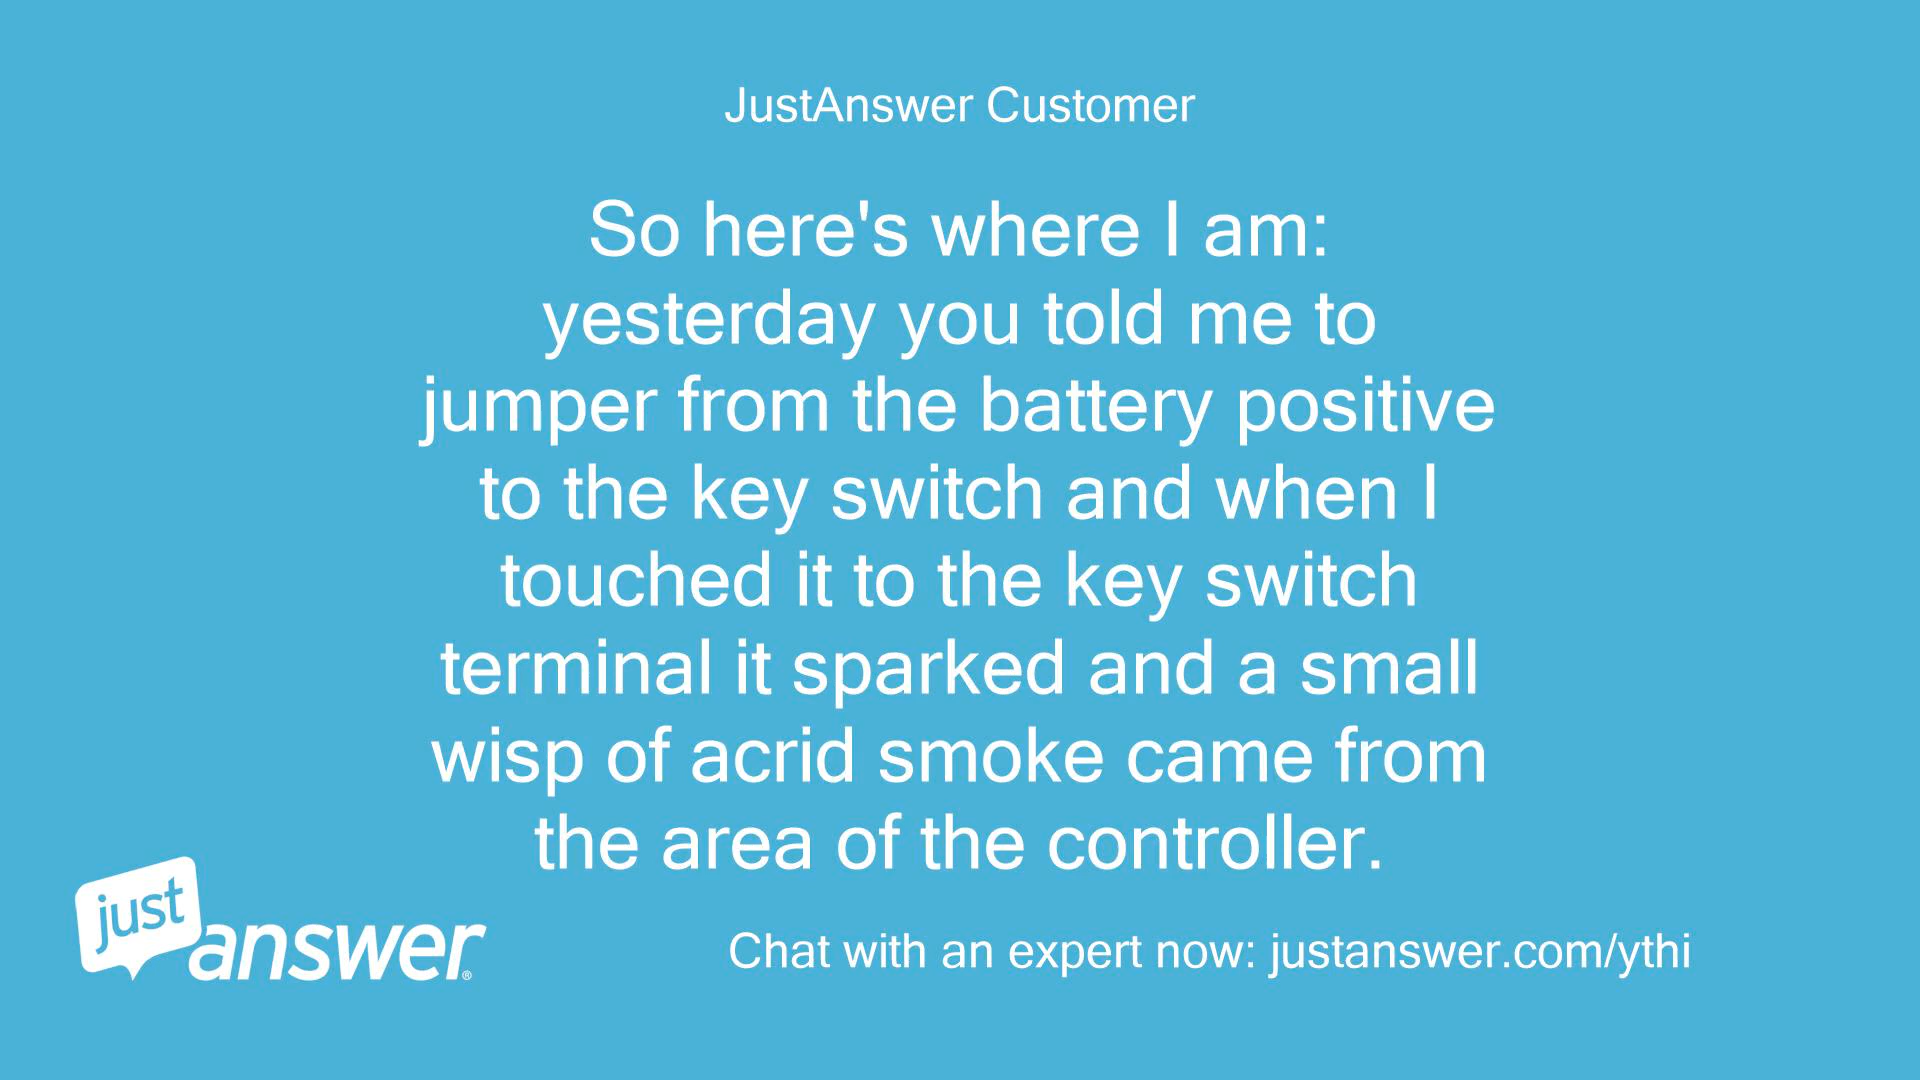 JustAnswer Customer
So here's where I am:
yesterday you told me to
jumper from the battery positive
to the key switch and when I
touched it to the key switch
terminal it sparked and a small
wisp of acrid smoke came from
the area of the controller.
just
answer®
Chat with an expert now: justanswer.com/ythi